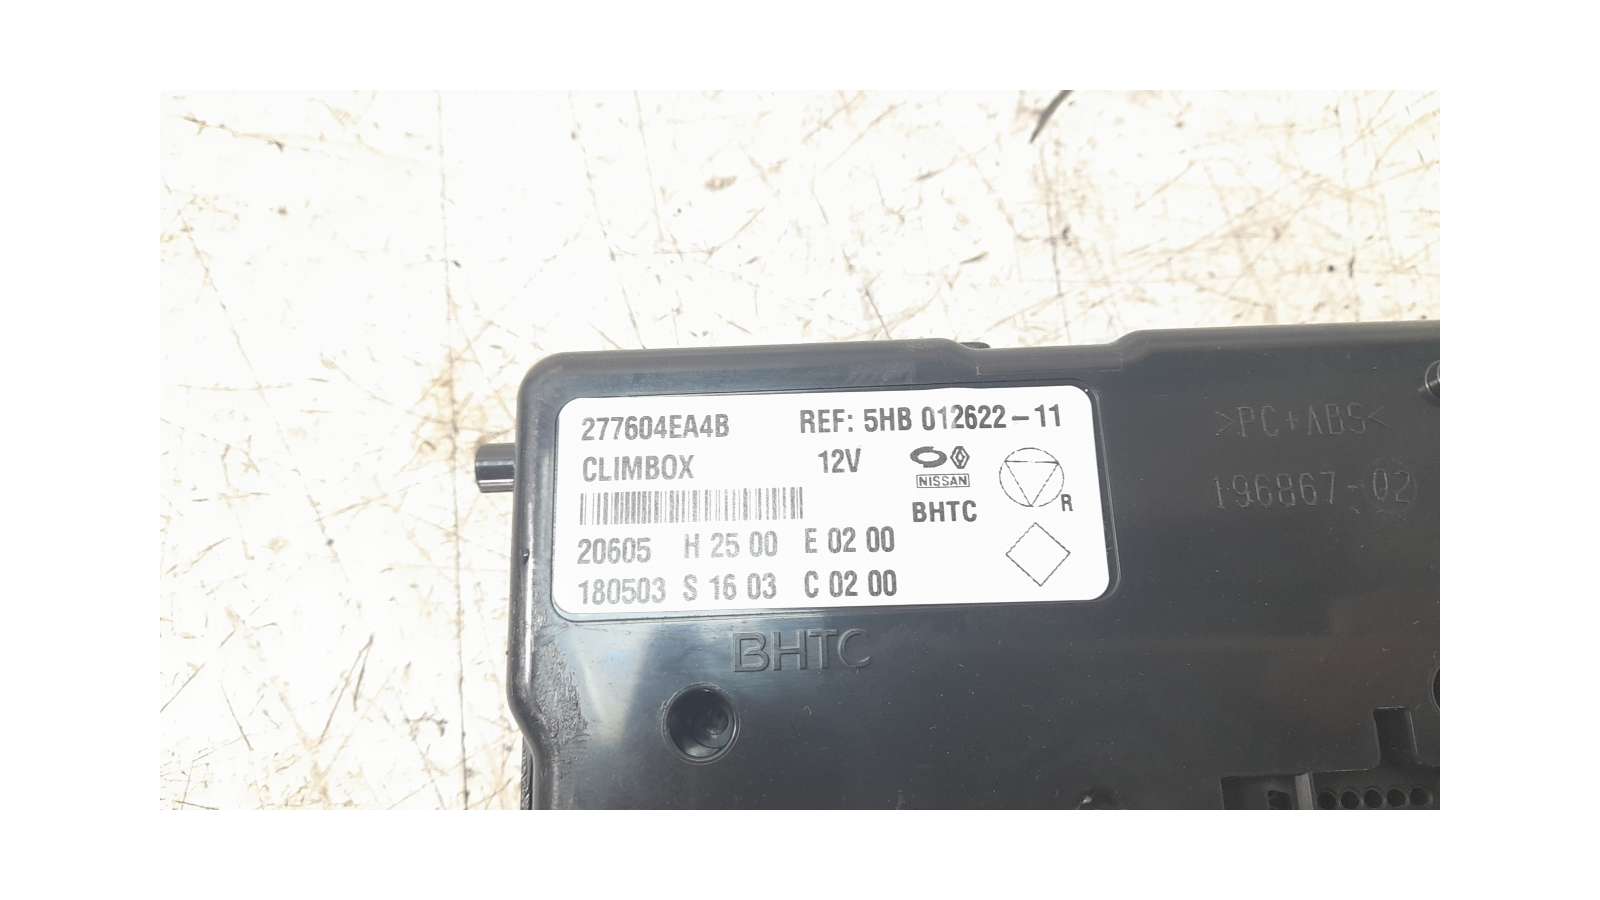 277604EA4B REF: 5HB 012622-11
CLIMBOX 12V
NISSAN
BHTC
R
20605 H 25 00 E 02 00
180503 S 16 03 C 02 00
BHTC
>PC+ABS<
196867-02